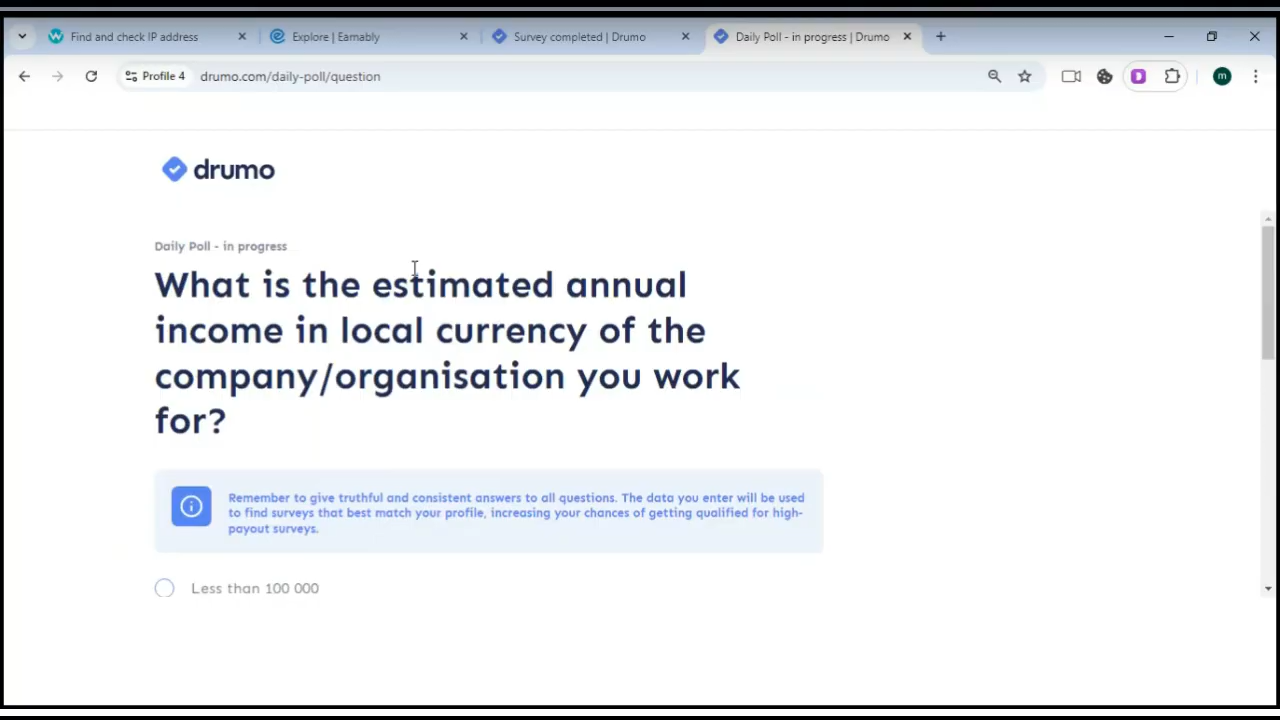 Find and check IP address
Explore | Earnably
Survey completed | Drumo
Daily Poll - in progress | Drumo
Profile 4
drumo.com/daily-poll/question
m
drumo
Daily Poll - in progress
What is the estimated annual
income in local currency of the
company/organisation you work
for?
Remember to give truthful and consistent answers to all questions. The data you enter will be used
to find surveys that best match your profile, increasing your chances of getting qualified for high-
payout surveys.
Less than 100 000